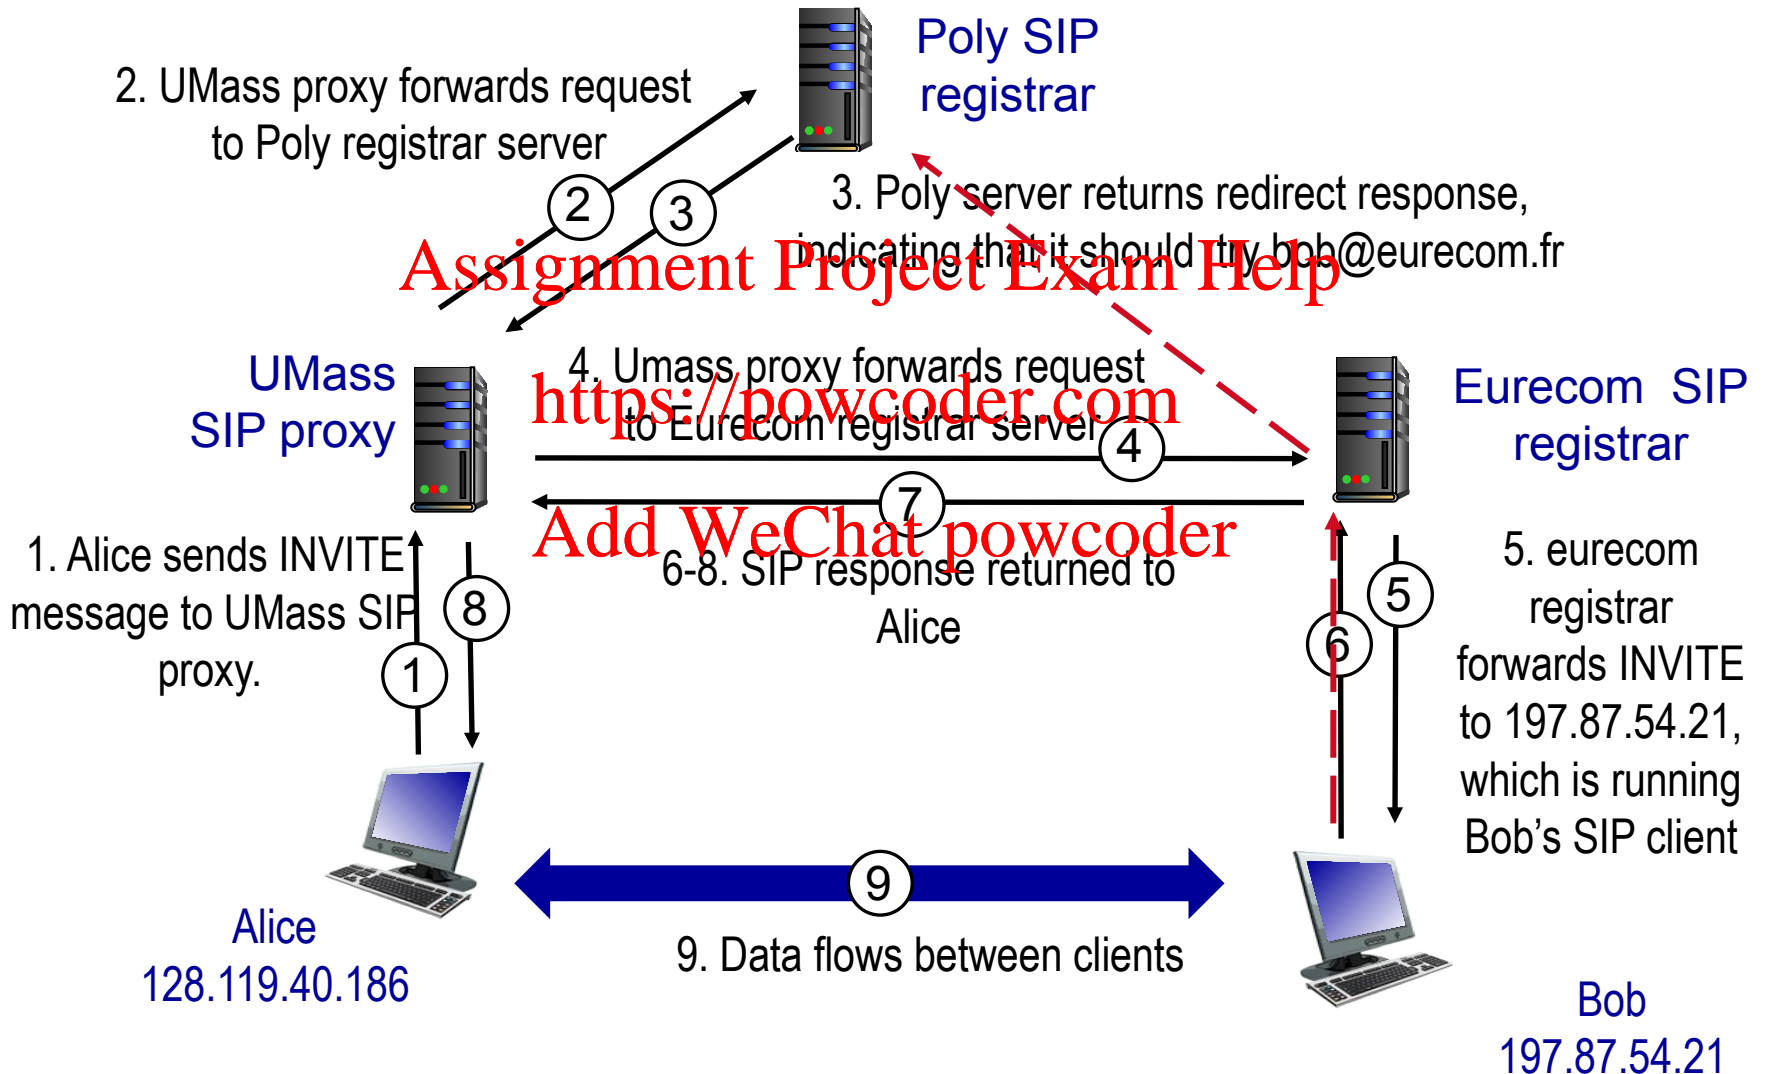 Poly SIP
registrar
2. UMass proxy forwards request
to Poly registrar server
2
3
3. Poly server returns redirect response,
indicating that it should try bob@eurecom.fr
Assignment Project Exam Help
UMass
SIP proxy
4. Umass proxy forwards request
to Eurecom registrar server
https://powcoder.com
4
Eurecom SIP
registrar
7
Add WeChat powcoder
1. Alice sends INVITE
message to UMass SIP
proxy.
1
8
6-8. SIP response returned to
Alice
6
5
5. eurecom
registrar
forwards INVITE
to 197.87.54.21,
which is running
Bob’s SIP client
9
9. Data flows between clients
Alice
128.119.40.186
Bob
197.87.54.21